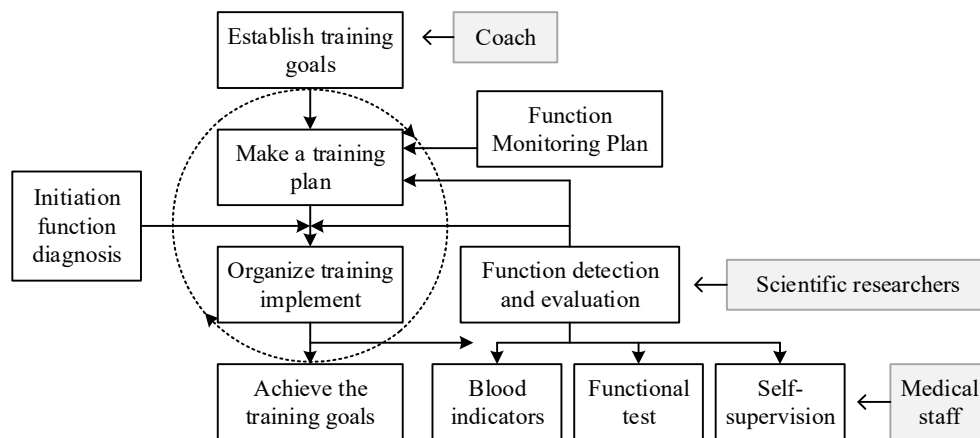 Establish training
goals
Coach
Function
Monitoring Plan
Make a training
plan
Initiation
function
diagnosis
Organize training
implement
Function detection
and evaluation
Scientific researchers
Achieve the
training goals
Blood
indicators
Functional
test
Self-
supervision
Medical
staff